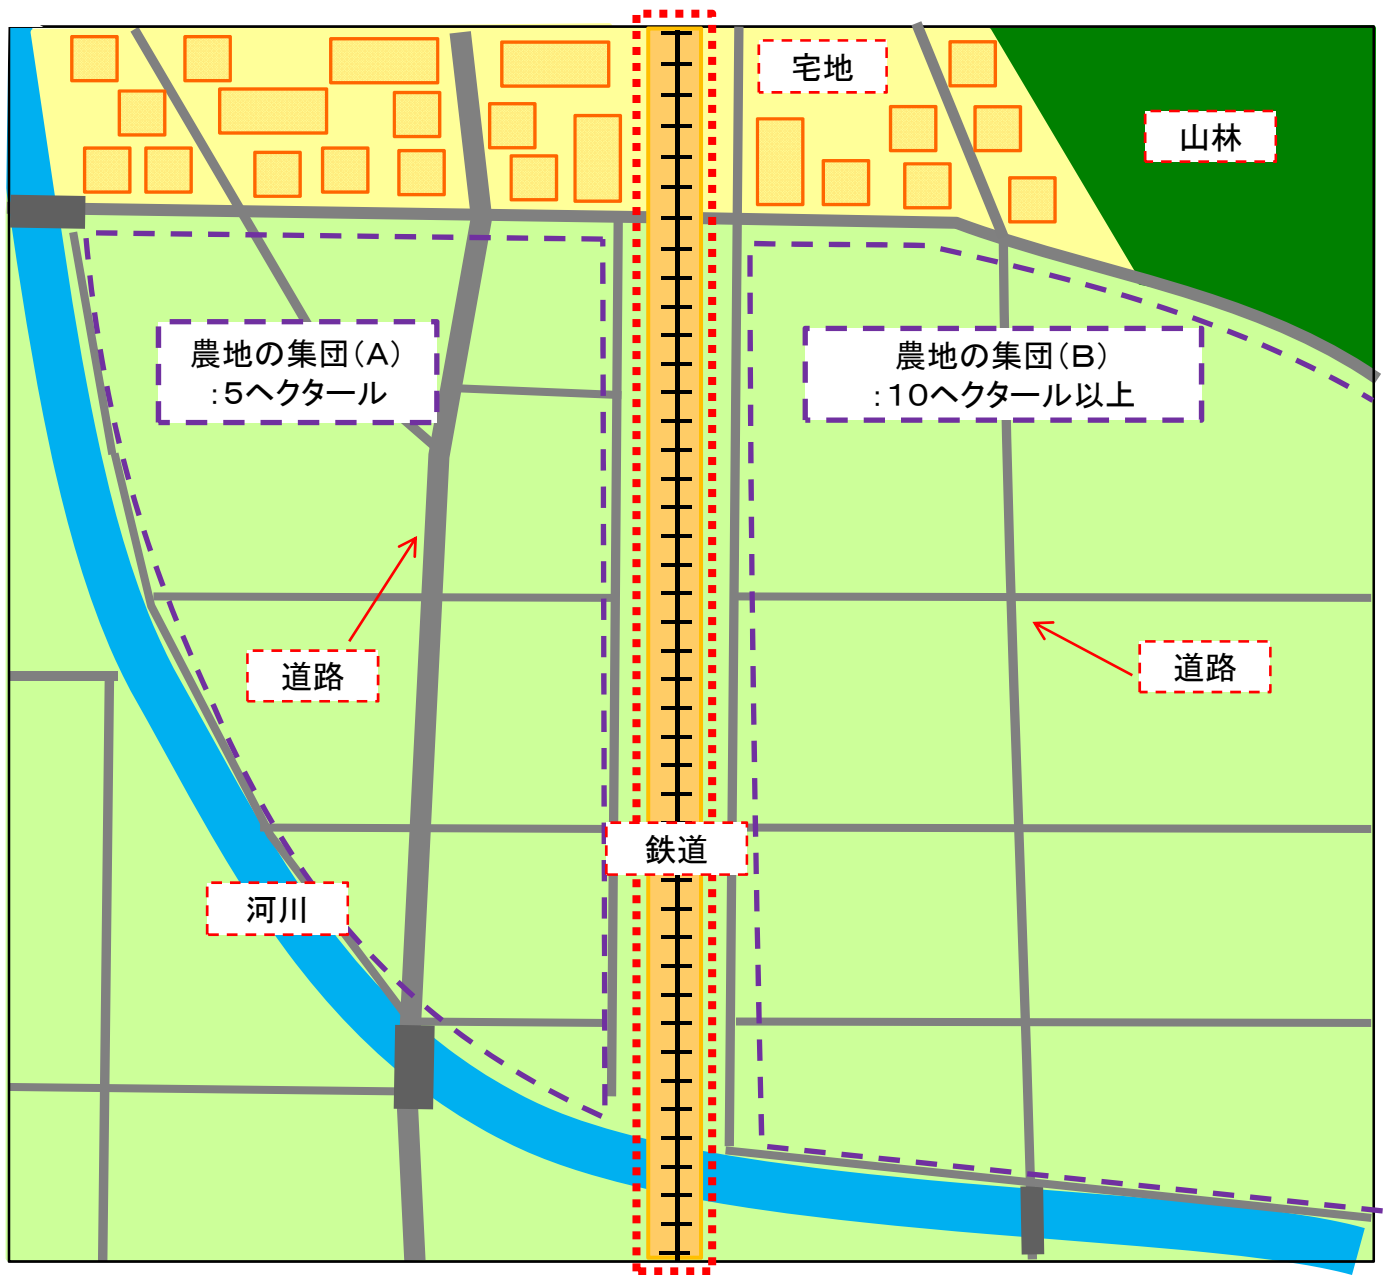 宅地
山林
農地の集団(A)
:5ヘクタール
農地の集団(B)
:10ヘクタール以上
道路
道路
鉄道
河川